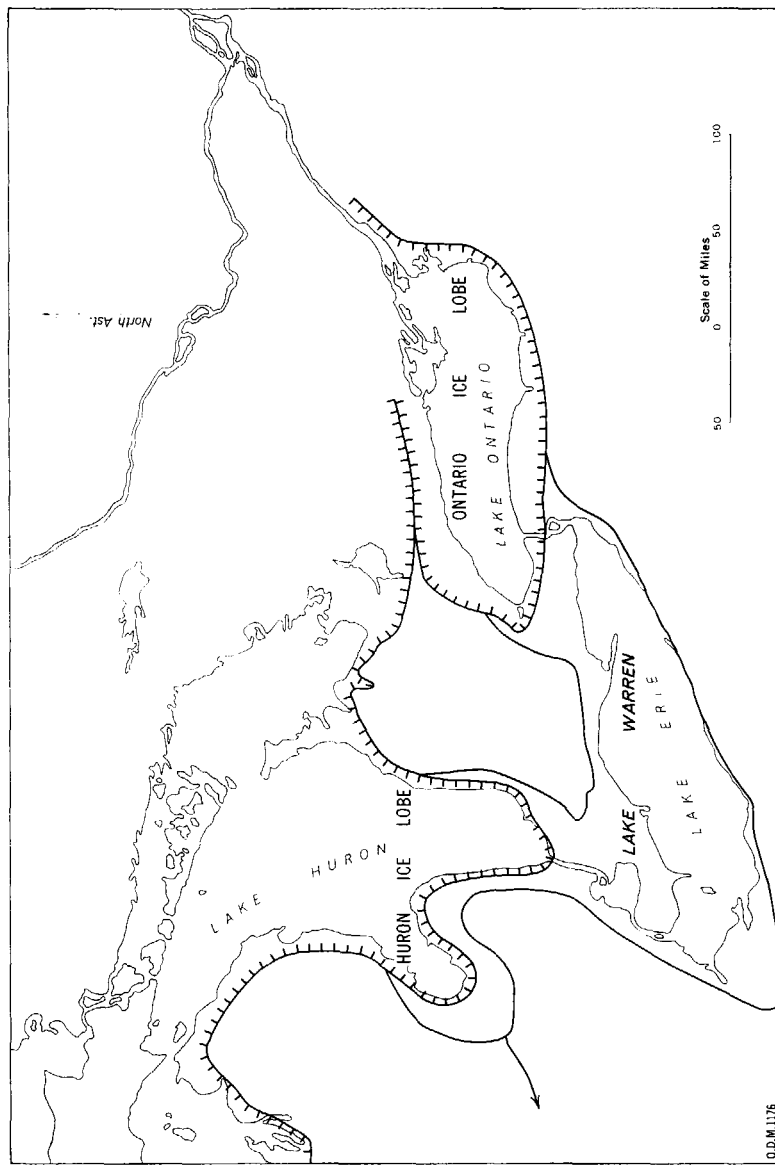 North Ast.
LAKE HURON
HURON ICE LOBE
ONTARIO ICE LOBE
LAKE ONTARIO
LAKE WARREN
LAKE ERIE
Scale of Miles
50 0 50 100
O.D.M.1176